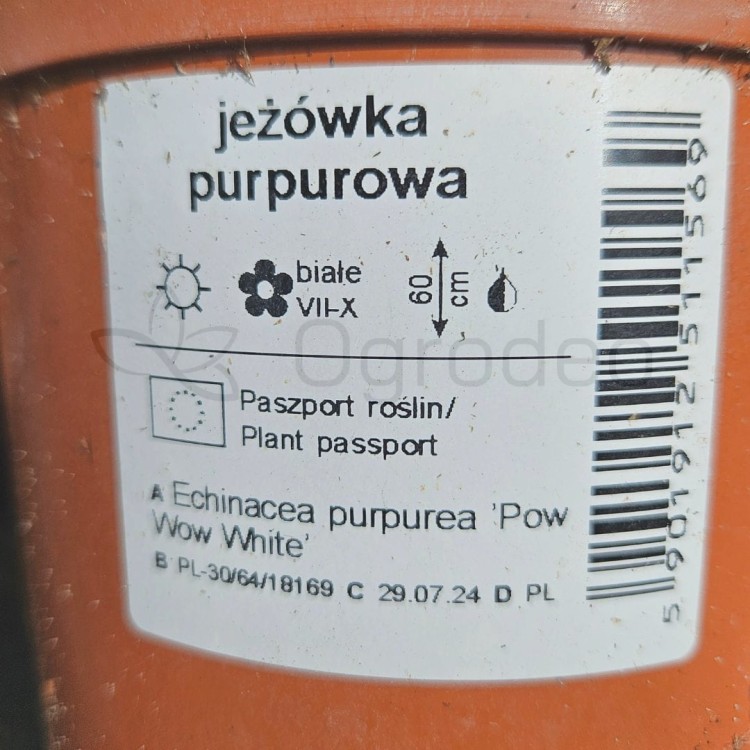 jeżówka
purpurowa
białe
VII-X
60
cm
Ogrodeo
Paszport roślin/
Plant passport
A Echinacea purpurea 'Pow
Wow White'
B PL-30/64/18169 C 29.07.24 D PL
5901912511569